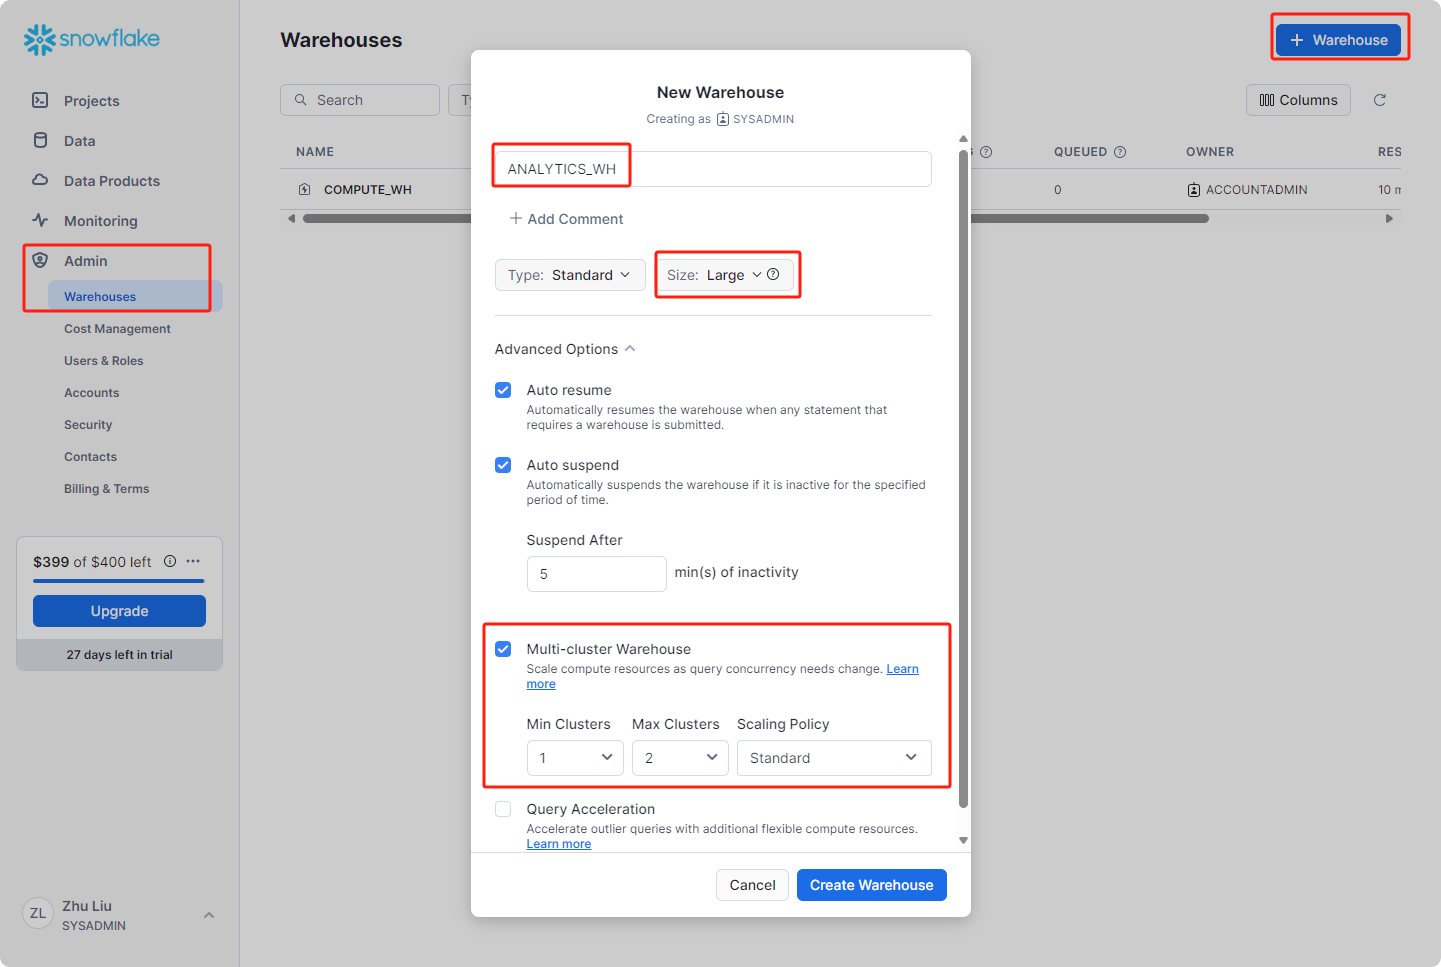 snowflake
Projects
Data
Data Products
Monitoring
Admin
Warehouses
Cost Management
Users & Roles
Accounts
Security
Contacts
Billing & Terms
$399 of $400 left
Upgrade
27 days left in trial
ZL
Zhu Liu
SYSADMIN
Warehouses
+ Warehouse
Search
Columns
NAME
QUEUED
OWNER
RES
COMPUTE_WH
0
ACCOUNTADMIN
10 m
New Warehouse
Creating as SYSADMIN
ANALYTICS_WH
+ Add Comment
Type: Standard
Size: Large
Advanced Options
Auto resume
Automatically resumes the warehouse when any statement that
requires a warehouse is submitted.
Auto suspend
Automatically suspends the warehouse if it is inactive for the specified
period of time.
Suspend After
5 min(s) of inactivity
Multi-cluster Warehouse
Scale compute resources as query concurrency needs change. Learn
more
Min Clusters Max Clusters Scaling Policy
1 2 Standard
Query Acceleration
Accelerate outlier queries with additional flexible compute resources.
Learn more
Cancel
Create Warehouse